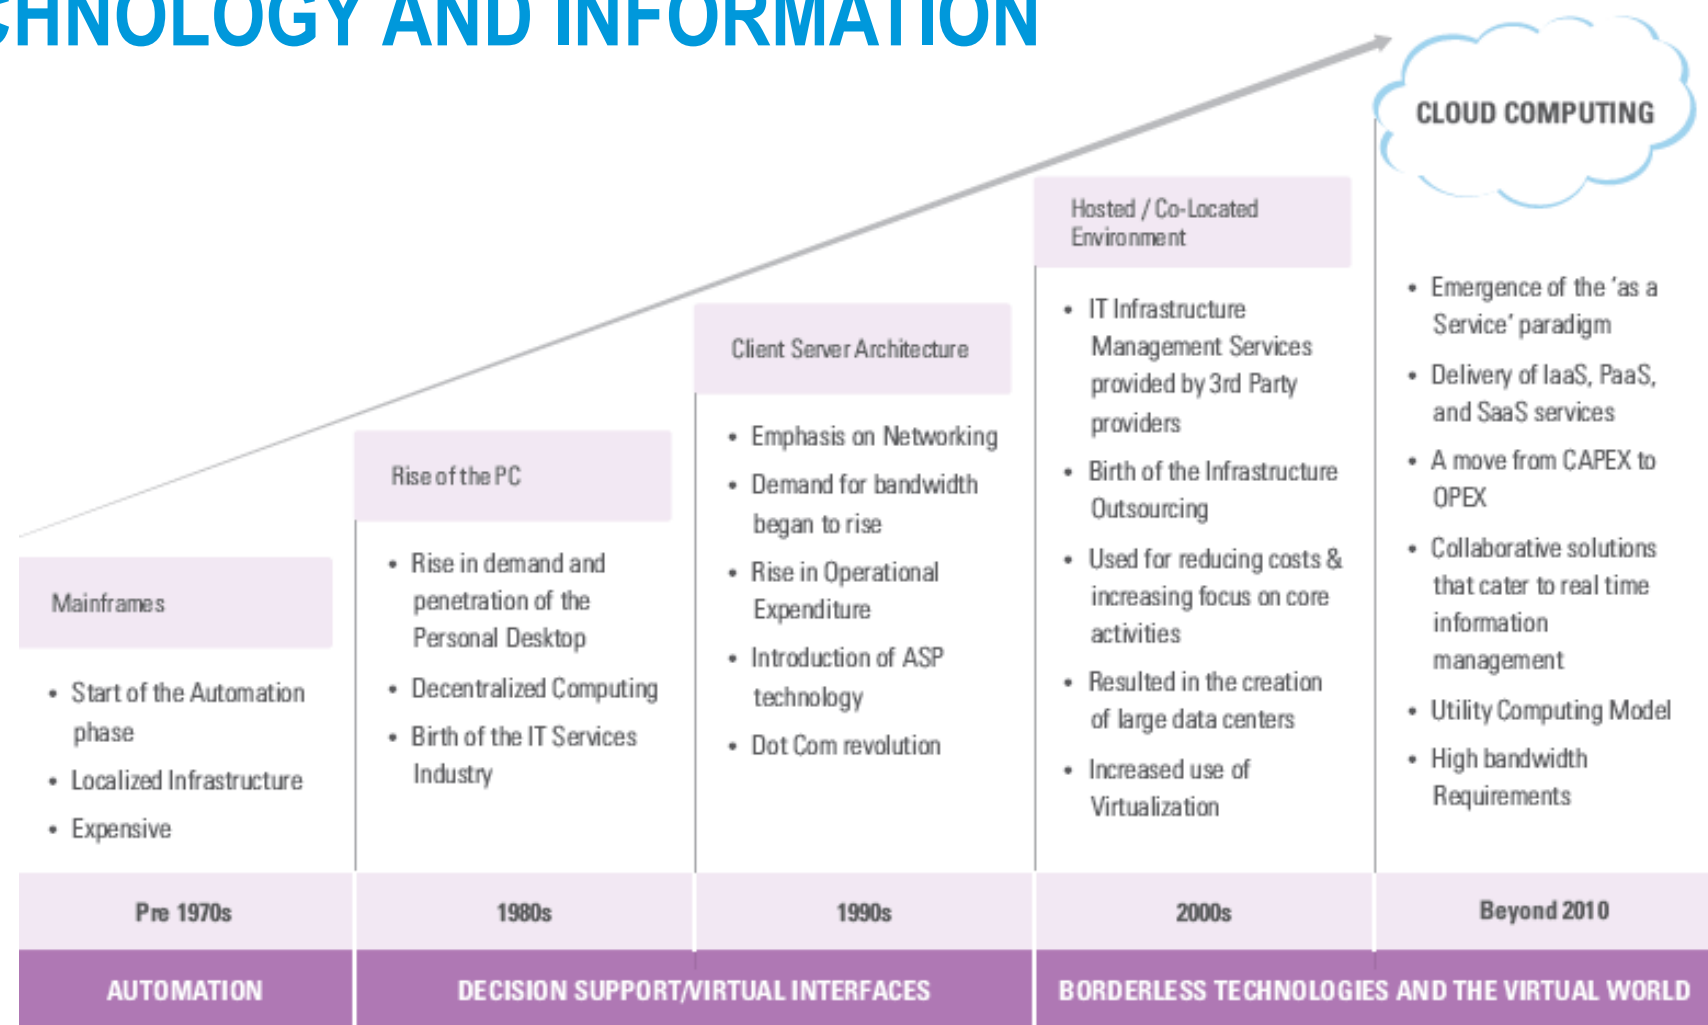 CHNOLOGY AND INFORMATION
CLOUD COMPUTING
Hosted / Co-Located
Environment
Client Server Architecture
Rise of the PC
Mainframes
• Start of the Automation
phase
• Localized Infrastructure
• Expensive
• Rise in demand and
penetration of the
Personal Desktop
• Decentralized Computing
• Birth of the IT Services
Industry
• Emphasis on Networking
• Demand for bandwidth
began to rise
• Rise in Operational
Expenditure
• Introduction of ASP
technology
• Dot Com revolution
• IT Infrastructure
Management Services
provided by 3rd Party
providers
• Birth of the Infrastructure
Outsourcing
• Used for reducing costs &
increasing focus on core
activities
• Resulted in the creation
of large data centers
• Increased use of
Virtualization
• Emergence of the ‘as a
Service’ paradigm
• Delivery of IaaS, PaaS,
and SaaS services
• A move from CAPEX to
OPEX
• Collaborative solutions
that cater to real time
information
management
• Utility Computing Model
• High bandwidth
Requirements
Pre 1970s
1980s
1990s
2000s
Beyond 2010
AUTOMATION
DECISION SUPPORT/VIRTUAL INTERFACES
BORDERLESS TECHNOLOGIES AND THE VIRTUAL WORLD